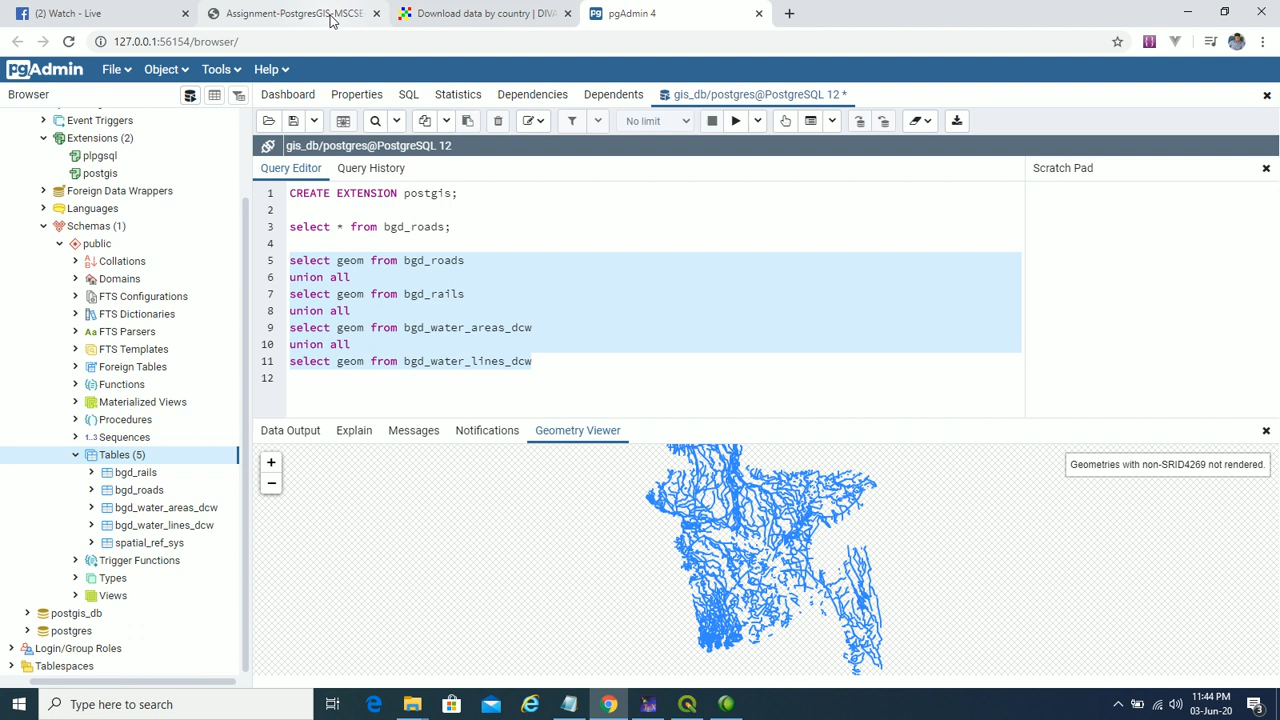 (2) Watch - Live
Assignment-PostgresGIS-MSCSE
Download data by country | DIVA
pgAdmin 4
127.0.0.1:56154/browser/
pgAdmin File Object Tools Help
Browser
Dashboard Properties SQL Statistics Dependencies Dependents gis_db/postgres@PostgreSQL 12 *
No limit
gis_db/postgres@PostgreSQL 12
Query Editor Query History
Scratch Pad
Event Triggers
Extensions (2)
plpgsql
postgis
Foreign Data Wrappers
Languages
Schemas (1)
public
Collations
Domains
FTS Configurations
FTS Dictionaries
FTS Parsers
FTS Templates
Foreign Tables
Functions
Materialized Views
Procedures
1..3 Sequences
Tables (5)
bgd_rails
bgd_roads
bgd_water_areas_dcw
bgd_water_lines_dcw
spatial_ref_sys
Trigger Functions
Types
Views
postgis_db
postgres
Login/Group Roles
Tablespaces
1 CREATE EXTENSION postgis;
2
3 select * from bgd_roads;
4
5 select geom from bgd_roads
6 union all
7 select geom from bgd_rails
8 union all
9 select geom from bgd_water_areas_dcw
10 union all
11 select geom from bgd_water_lines_dcw
12
Data Output Explain Messages Notifications Geometry Viewer
+
−
Geometries with non-SRID4269 not rendered.
Type here to search
11:44 PM
03-Jun-20
3